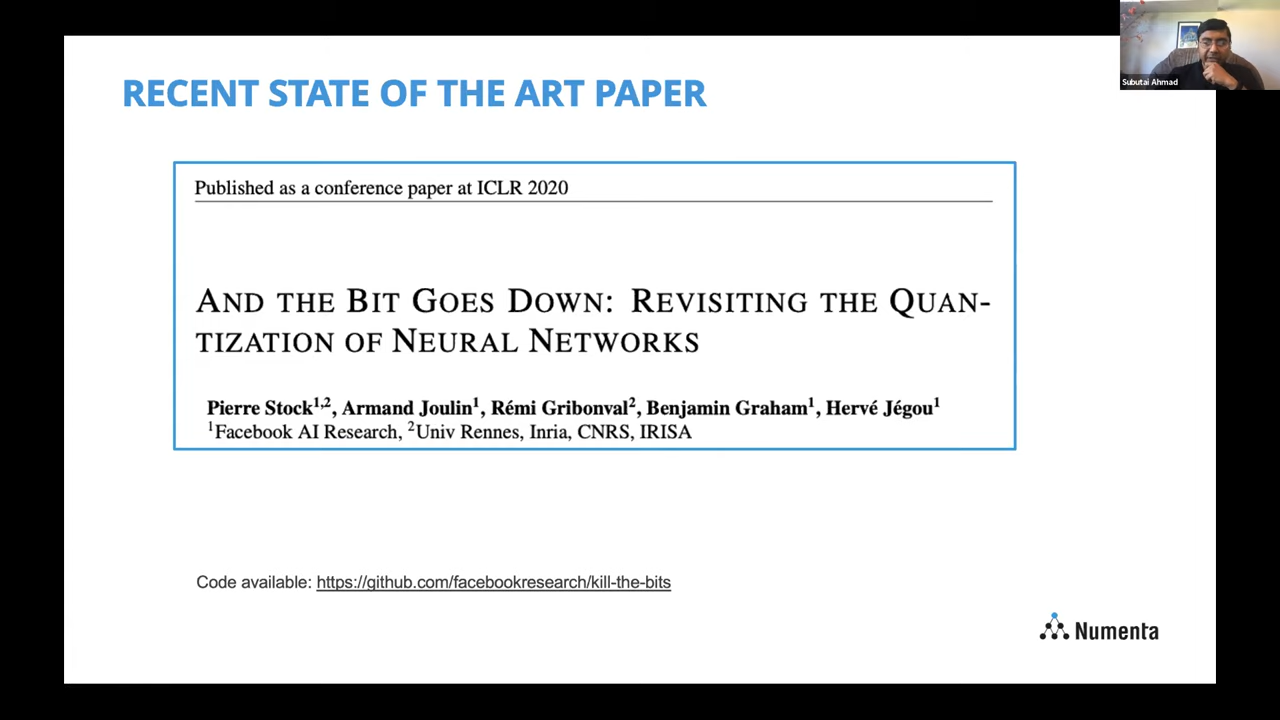 Subutai Ahmad
RECENT STATE OF THE ART PAPER
Published as a conference paper at ICLR 2020
AND THE BIT GOES DOWN: REVISITING THE QUAN-
TIZATION OF NEURAL NETWORKS
Pierre Stock1,2, Armand Joulin1, Rémi Gribonval2, Benjamin Graham1, Hervé Jégou1
1Facebook AI Research, 2Univ Rennes, Inria, CNRS, IRISA
Code available: https://github.com/facebookresearch/kill-the-bits
Numenta